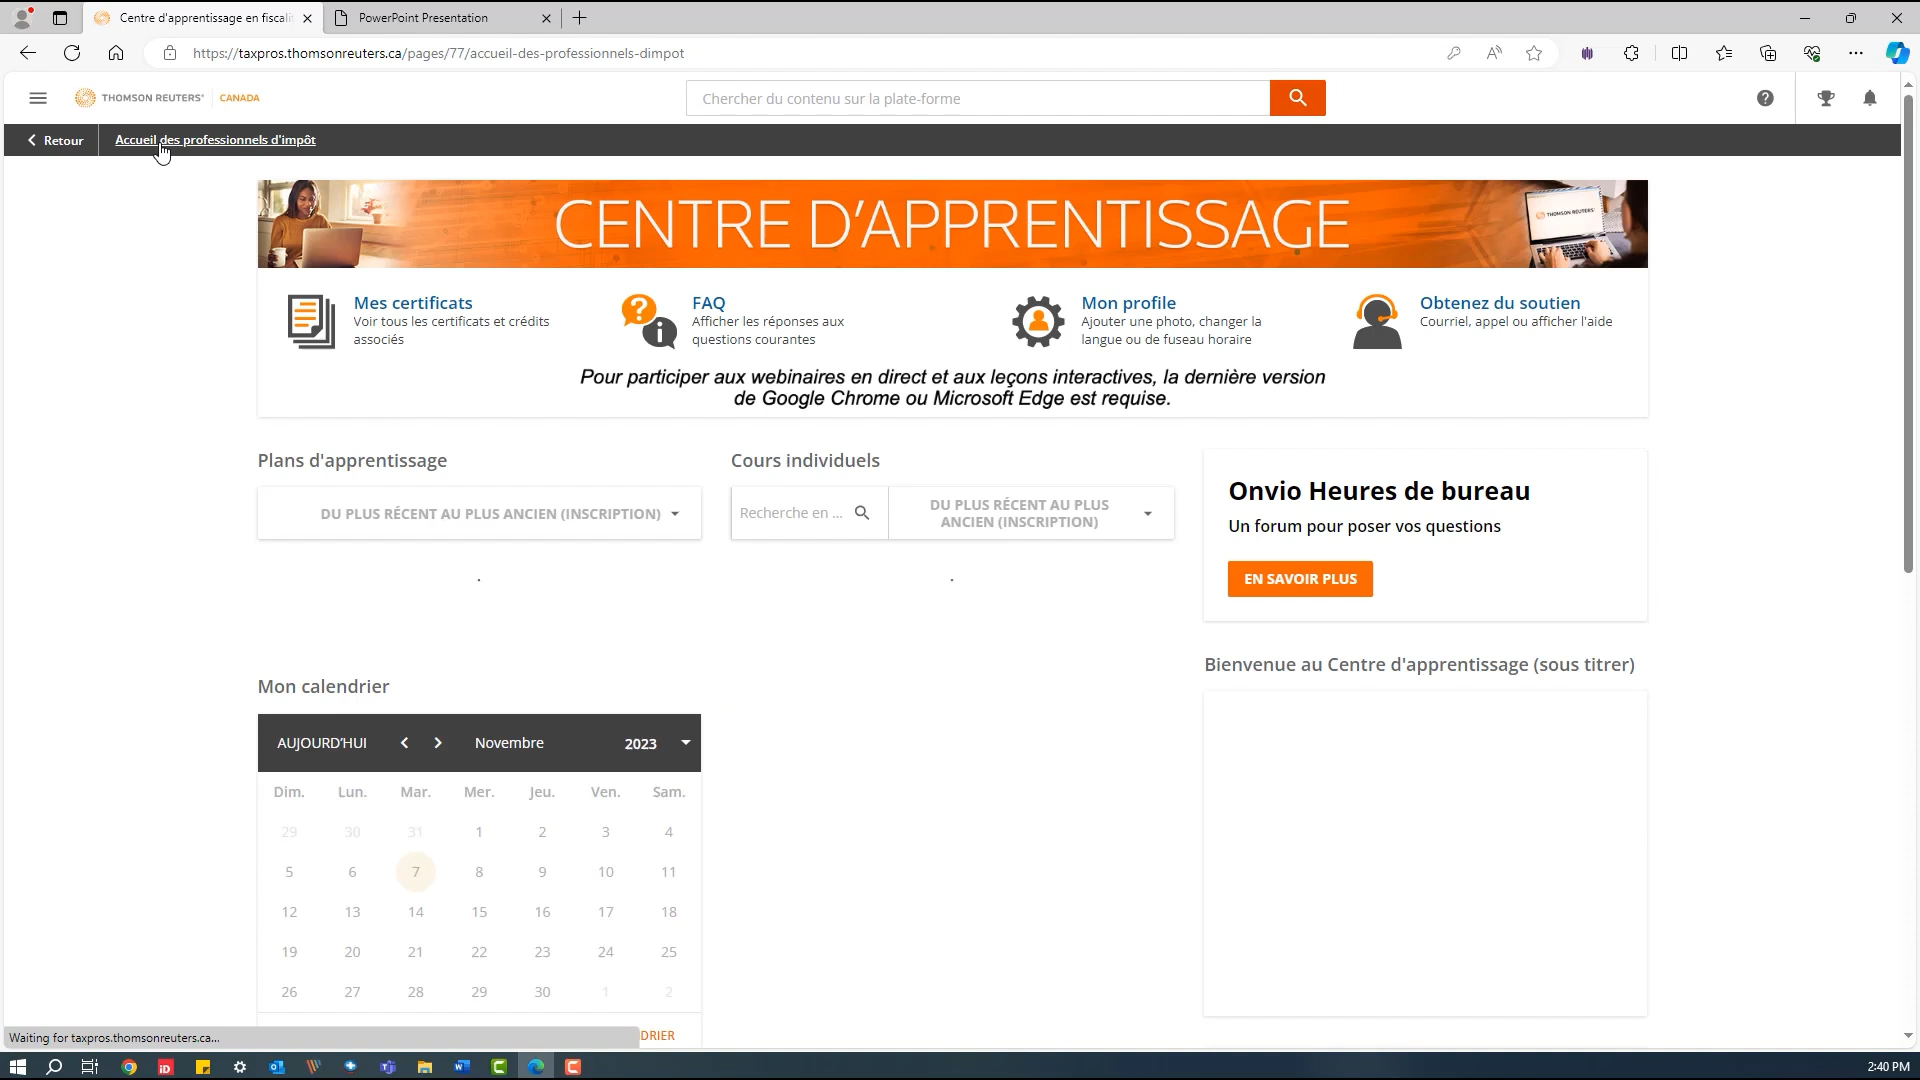 Centre d'apprentissage en fiscalit
PowerPoint Presentation
https://taxpros.thomsonreuters.ca/pages/77/accueil-des-professionnels-dimpot
THOMSON REUTERS® CANADA
Chercher du contenu sur la plate-forme
Retour
Accueil des professionnels d'impôt
CENTRE D'APPRENTISSAGE
THOMSON REUTERS
Mes certificats
Voir tous les certificats et crédits
associés
FAQ
Afficher les réponses aux
questions courantes
Mon profile
Ajouter une photo, changer la
langue ou de fuseau horaire
Obtenez du soutien
Courriel, appel ou afficher l'aide
Pour participer aux webinaires en direct et aux leçons interactives, la dernière version
de Google Chrome ou Microsoft Edge est requise.
Plans d'apprentissage
DU PLUS RÉCENT AU PLUS ANCIEN (INSCRIPTION)
Cours individuels
Recherche en ...
DU PLUS RÉCENT AU PLUS
ANCIEN (INSCRIPTION)
Onvio Heures de bureau
Un forum pour poser vos questions
EN SAVOIR PLUS
Bienvenue au Centre d'apprentissage (sous titrer)
Mon calendrier
AUJOURD'HUI Novembre 2023
Dim. Lun. Mar. Mer. Jeu. Ven. Sam.
29 30 31 1 2 3 4
5 6 7 8 9 10 11
12 13 14 15 16 17 18
19 20 21 22 23 24 25
26 27 28 29 30 1 2
DRIER
Waiting for taxpros.thomsonreuters.ca...
2:40 PM